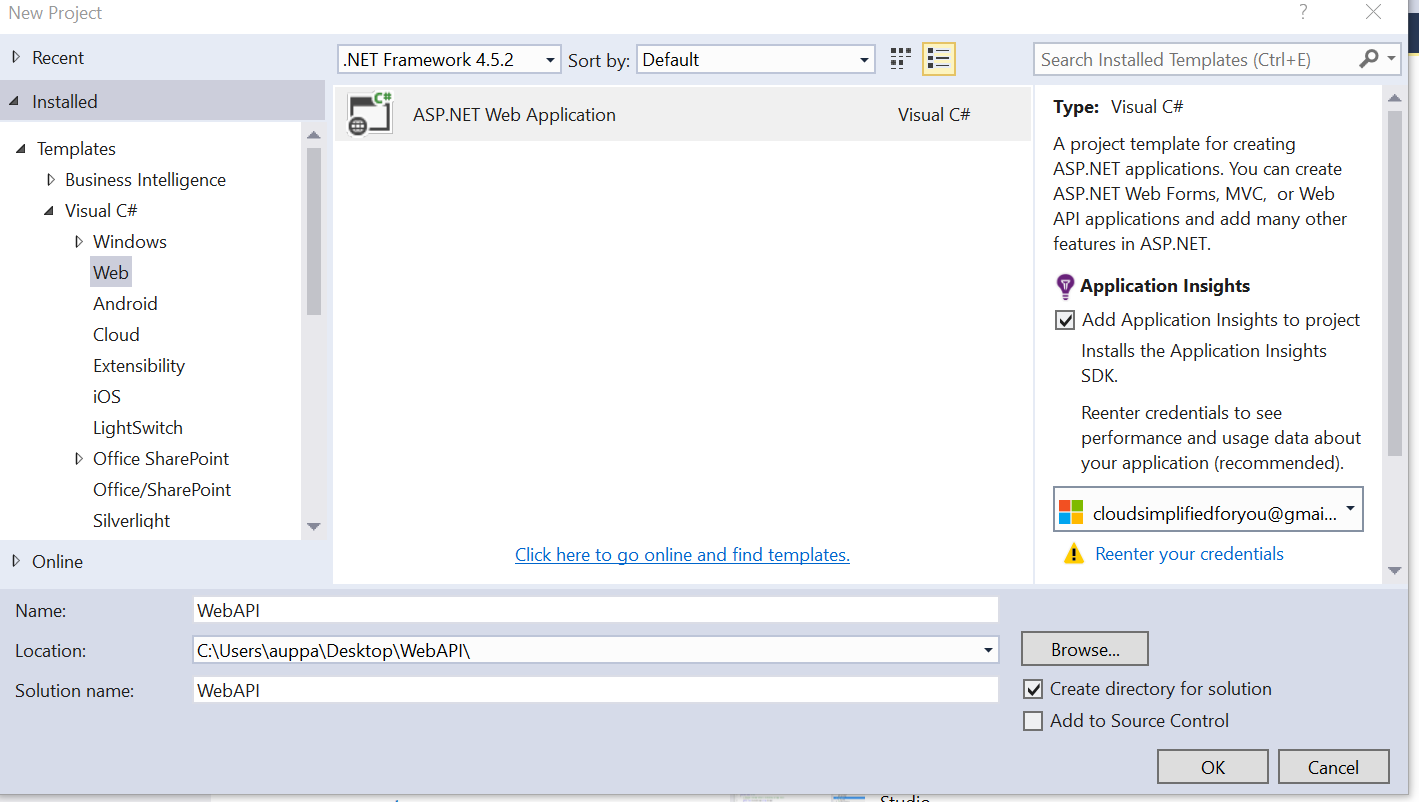 New Project
?
Recent
.NET Framework 4.5.2
Sort by:
Default
Search Installed Templates (Ctrl+E)
Installed
Templates
Business Intelligence
Visual C#
Windows
Web
Android
Cloud
Extensibility
iOS
LightSwitch
Office SharePoint
Office/SharePoint
Silverlight
Online
C#
ASP.NET Web Application
Visual C#
Click here to go online and find templates.
Type: Visual C#
A project template for creating
ASP.NET applications. You can create
ASP.NET Web Forms, MVC, or Web
API applications and add many other
features in ASP.NET.
Application Insights
Add Application Insights to project
Installs the Application Insights
SDK.
Reenter credentials to see
performance and usage data about
your application (recommended).
cloudsimplifiedforyou@gmai...
Reenter your credentials
Name:
WebAPI
Location:
C:\Users\auppa\Desktop\WebAPI\
Browse...
Solution name:
WebAPI
Create directory for solution
Add to Source Control
OK
Cancel
Studio